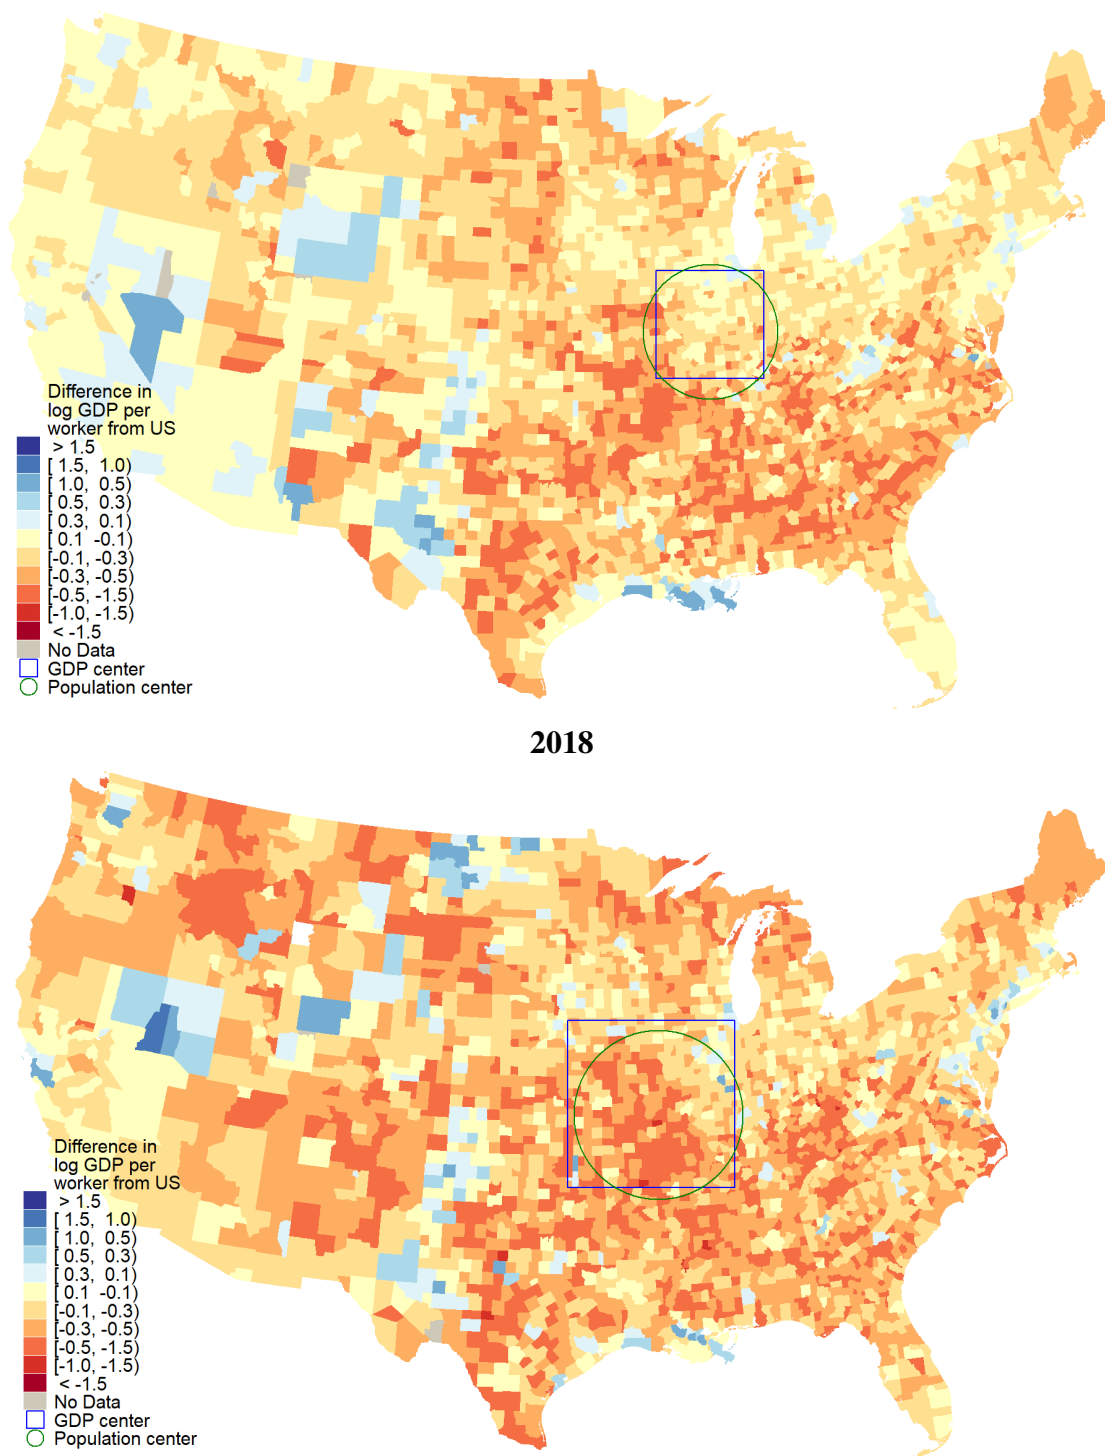 Difference in
log GDP per
worker from US
> 1.5
[ 1.5, 1.0)
[ 1.0, 0.5)
[ 0.5, 0.3)
[ 0.3, 0.1)
[ 0.1 -0.1)
[-0.1, -0.3)
[-0.3, -0.5)
[-0.5, -1.5)
[-1.0, -1.5)
< -1.5
No Data
GDP center
Population center
2018
Difference in
log GDP per
worker from US
> 1.5
[ 1.5, 1.0)
[ 1.0, 0.5)
[ 0.5, 0.3)
[ 0.3, 0.1)
[ 0.1 -0.1)
[-0.1, -0.3)
[-0.3, -0.5)
[-0.5, -1.5)
[-1.0, -1.5)
< -1.5
No Data
GDP center
Population center